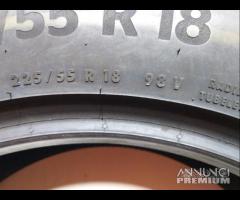 /55 R 18
225/55 R 18 98 V
RADIAL
TUBELESS
ANNUNCI
PREMIUM